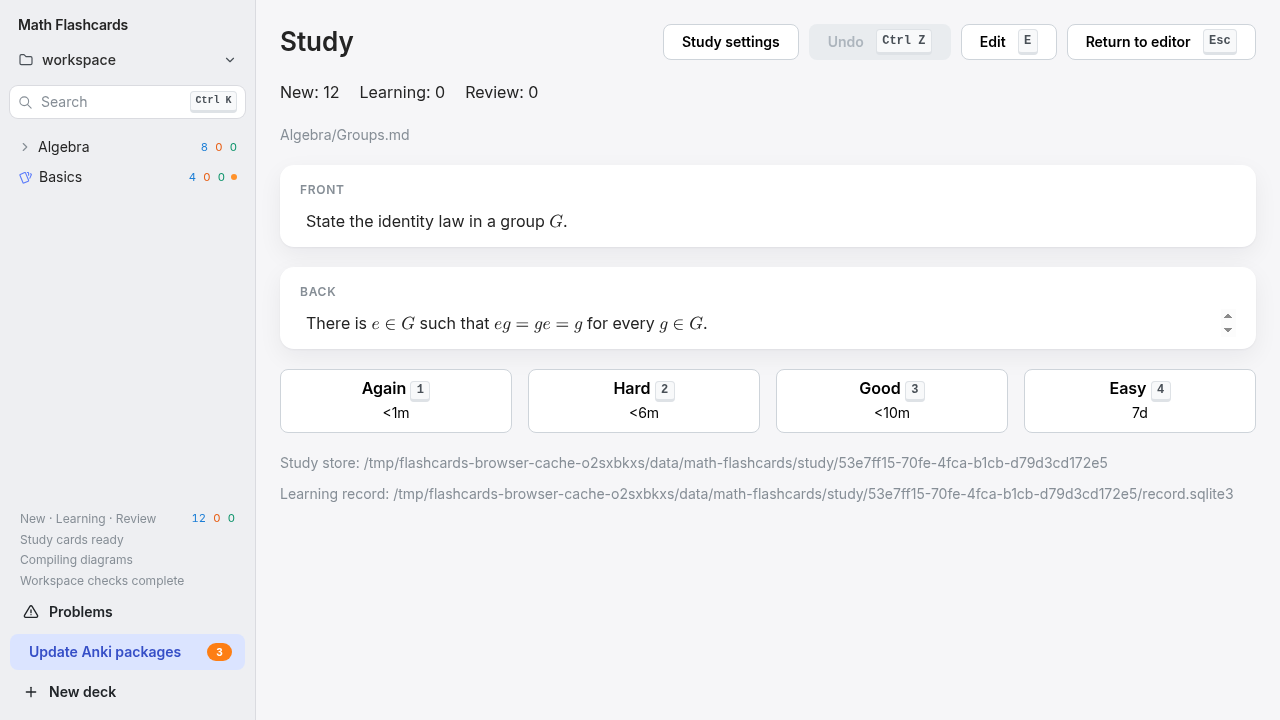 Math Flashcards
workspace
Search Ctrl K
Algebra 8 0 0
Basics 4 0 0
New · Learning · Review 12 0 0
Study cards ready
Compiling diagrams
Workspace checks complete
Problems
Update Anki packages 3
New deck
Study
Study settings
Undo Ctrl Z
Edit E
Return to editor Esc
New: 12 Learning: 0 Review: 0
Algebra/Groups.md
FRONT
State the identity law in a group G.
BACK
There is e ∈ G such that eg = ge = g for every g ∈ G.
Again 1
<1m
Hard 2
<6m
Good 3
<10m
Easy 4
7d
Study store: /tmp/flashcards-browser-cache-o2sxbkxs/data/math-flashcards/study/53e7ff15-70fe-4fca-b1cb-d79d3cd172e5
Learning record: /tmp/flashcards-browser-cache-o2sxbkxs/data/math-flashcards/study/53e7ff15-70fe-4fca-b1cb-d79d3cd172e5/record.sqlite3